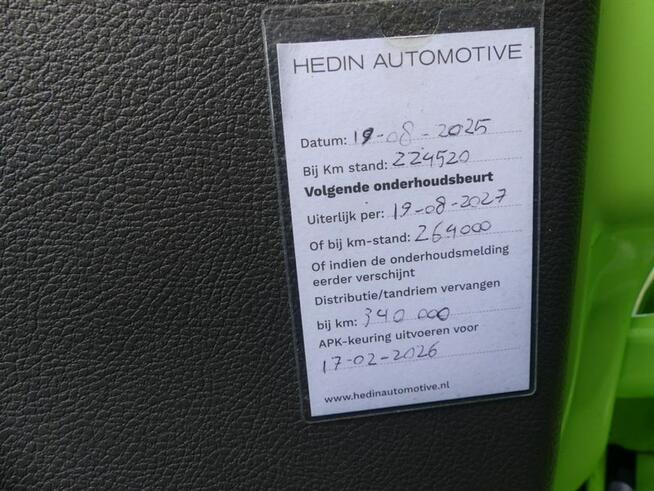 HEDIN AUTOMOTIVE
Datum: 19-08-2025
Bij Km stand: 224520
Volgende onderhoudsbeurt
Uiterlijk per: 19-08-2027
Of bij km-stand: 264000
Of indien de onderhoudsmelding
eerder verschijnt
Distributie/tandriem vervangen
bij km: 340 000
APK-keuring uitvoeren voor
17-02-2026
www.hedinautomotive.nl